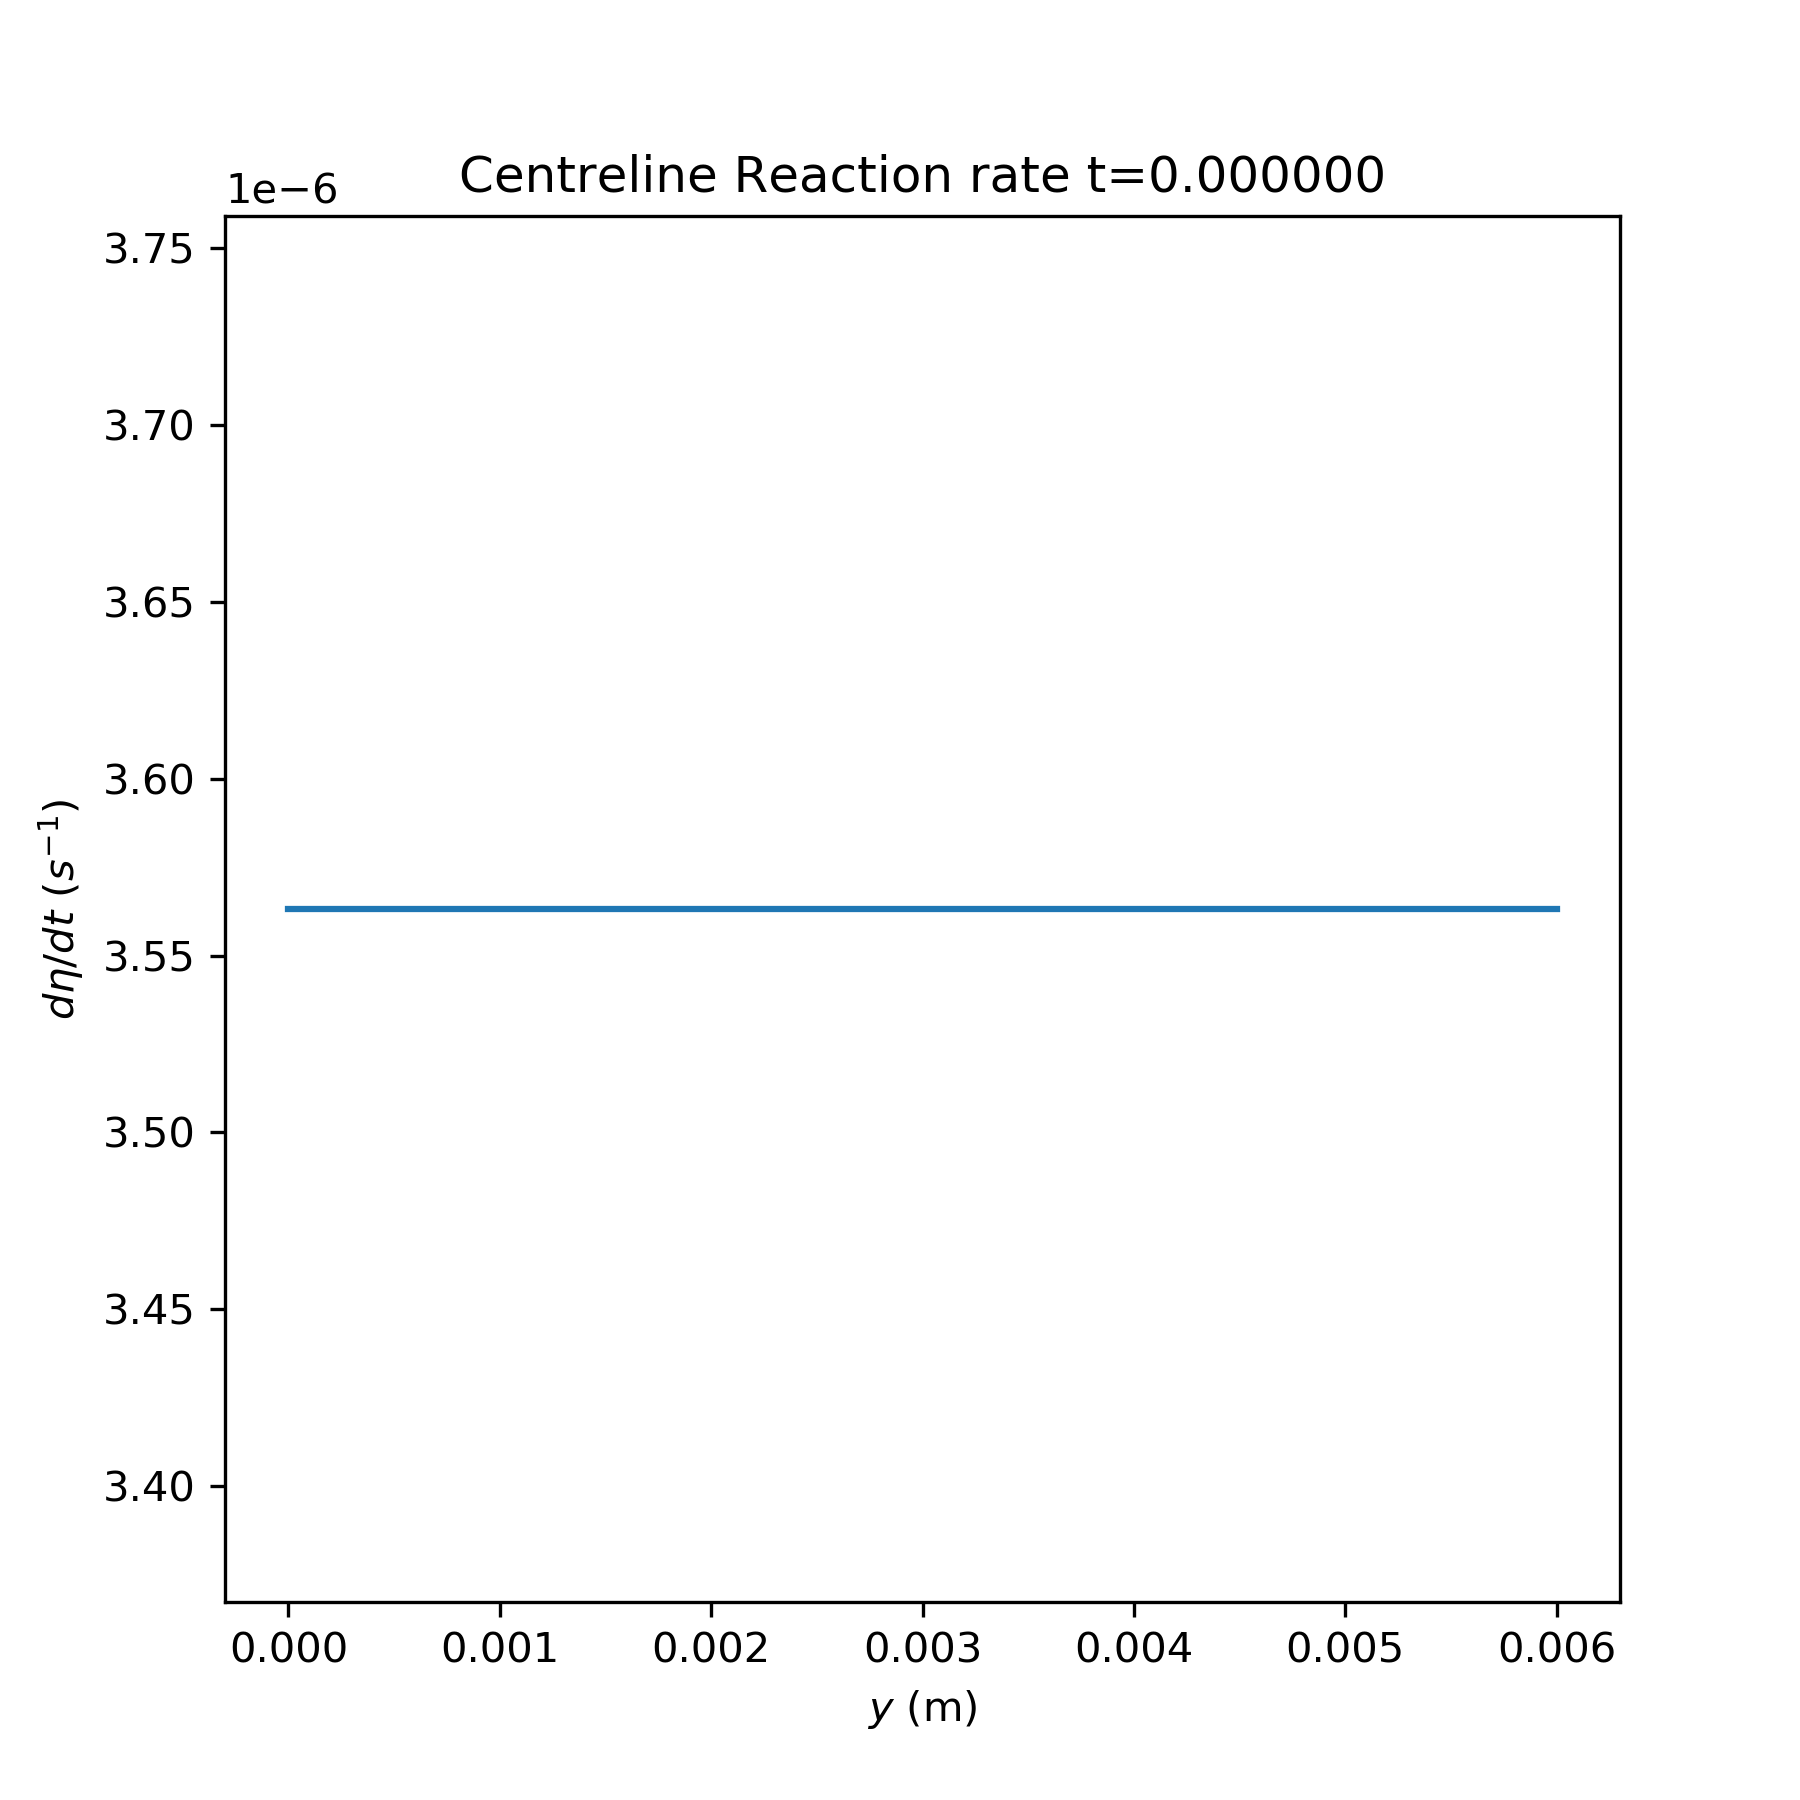 Centreline Reaction rate t=0.000000
1e−6
3.75
3.70
3.65
3.60
3.55
3.50
3.45
3.40
dη/dt (s⁻¹)
0.000 0.001 0.002 0.003 0.004 0.005 0.006
y (m)